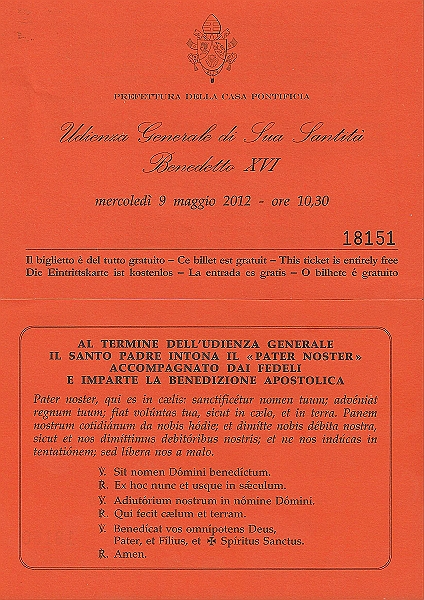 PREFETTURA DELLA CASA PONTIFICIA
Udienza Generale di Sua Santità
Benedetto XVI
mercoledì 9 maggio 2012 - ore 10,30
18151
Il biglietto è del tutto gratuito – Ce billet est gratuit – This ticket is entirely free
Die Eintrittskarte ist kostenlos – La entrada es gratis – O bilhete é gratuito
AL TERMINE DELL'UDIENZA GENERALE
IL SANTO PADRE INTONA IL «PATER NOSTER»
ACCOMPAGNATO DAI FEDELI
E IMPARTE LA BENEDIZIONE APOSTOLICA
Pater noster, qui es in cælis: sanctificétur nomen tuum; advéniat
regnum tuum; fiat volúntas tua, sicut in cælo, et in terra. Panem
nostrum cotidiánum da nobis hódie; et dimítte nobis débita nostra,
sicut et nos dimíttimus debitóribus nostris; et ne nos indúcas in
tentatiónem; sed líbera nos a malo.
℣. Sit nomen Dómini benedíctum.
℟. Ex hoc nunc et usque in sæculum.
℣. Adiutorium nostrum in nómine Dómini.
℟. Qui fecit cælum et terram.
℣. Benedícat vos omnípotens Deus,
Pater, et Fílius, et ✠ Spíritus Sanctus.
℟. Amen.